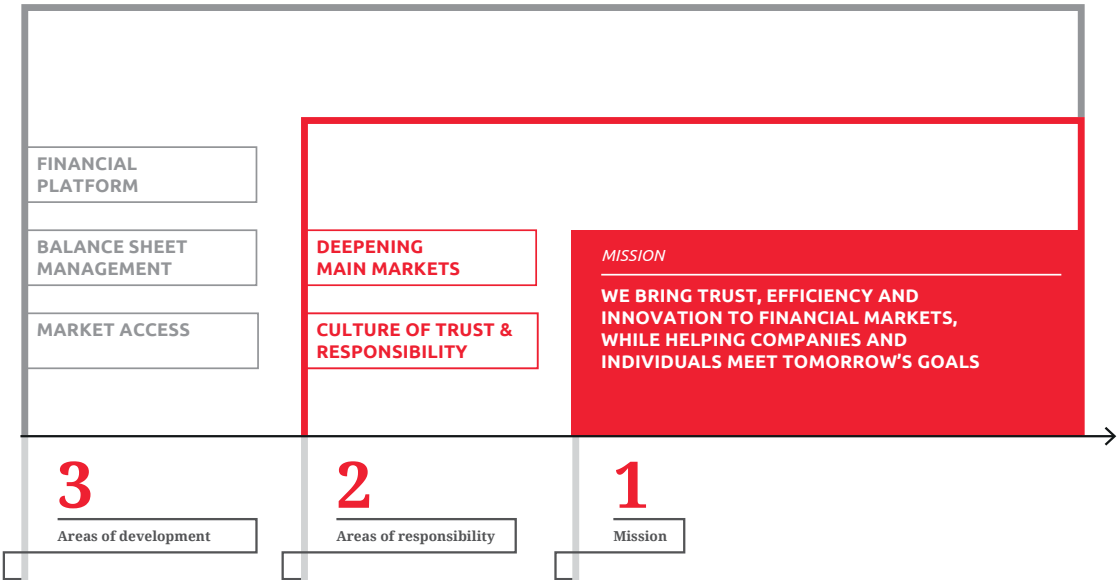 FINANCIAL
PLATFORM
BALANCE SHEET
MANAGEMENT
MARKET ACCESS
DEEPENING
MAIN MARKETS
CULTURE OF TRUST &
RESPONSIBILITY
MISSION
WE BRING TRUST, EFFICIENCY AND
INNOVATION TO FINANCIAL MARKETS,
WHILE HELPING COMPANIES AND
INDIVIDUALS MEET TOMORROW’S GOALS
3
Areas of development
2
Areas of responsibility
1
Mission